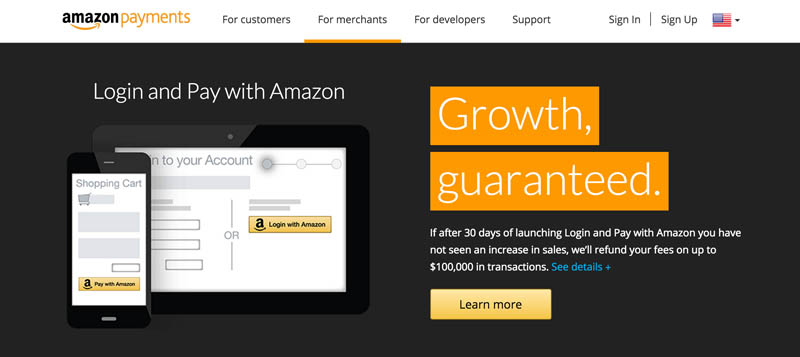 amazon payments
For customers
For merchants
For developers
Support
Sign In
Sign Up
Login and Pay with Amazon
Growth,
guaranteed.
If after 30 days of launching Login and Pay with Amazon you have
not seen an increase in sales, we'll refund your fees on up to
$100,000 in transactions. See details +
Learn more
to your Account
OR
a Login with Amazon
Shopping Cart
a Pay with Amazon